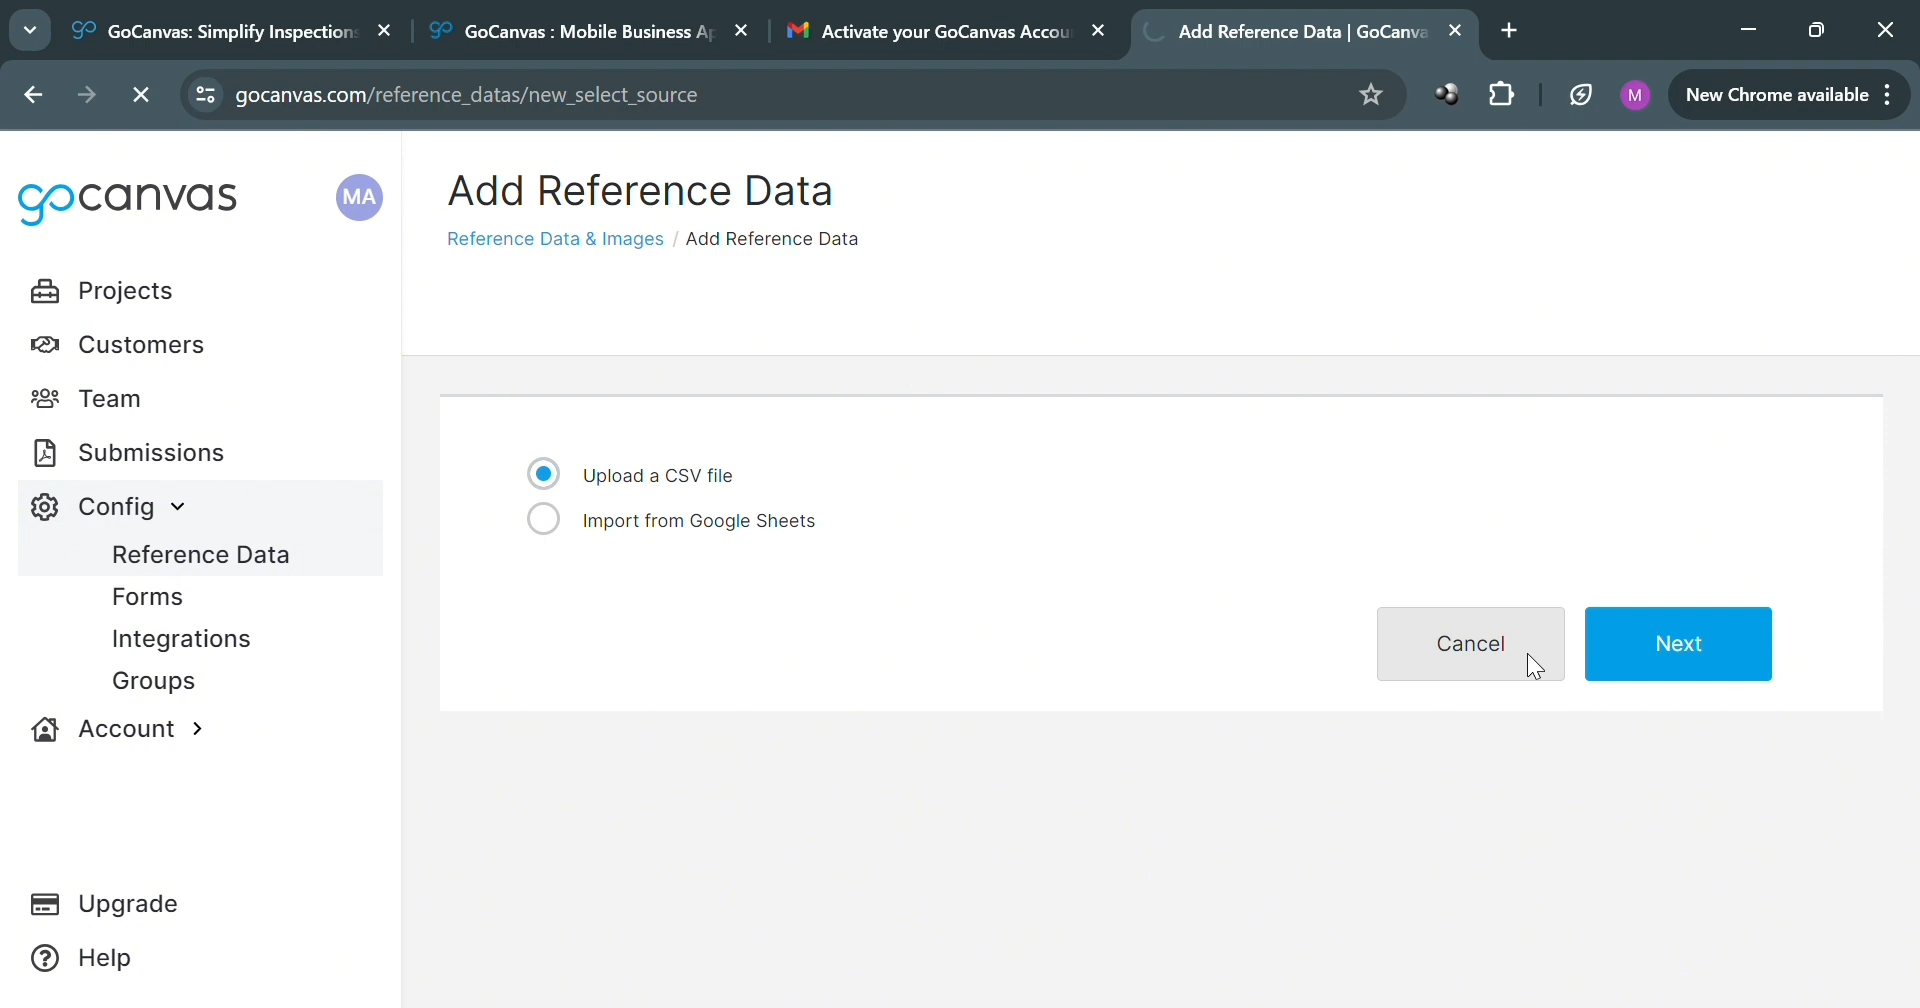 GoCanvas: Simplify Inspections
GoCanvas : Mobile Business Ap
Activate your GoCanvas Accou
Add Reference Data | GoCanva
gocanvas.com/reference_datas/new_select_source
M
New Chrome available
gocanvas
MA
Projects
Customers
Team
Submissions
Config
Reference Data
Forms
Integrations
Groups
Account
Upgrade
Help
Add Reference Data
Reference Data & Images / Add Reference Data
Upload a CSV file
Import from Google Sheets
Cancel
Next